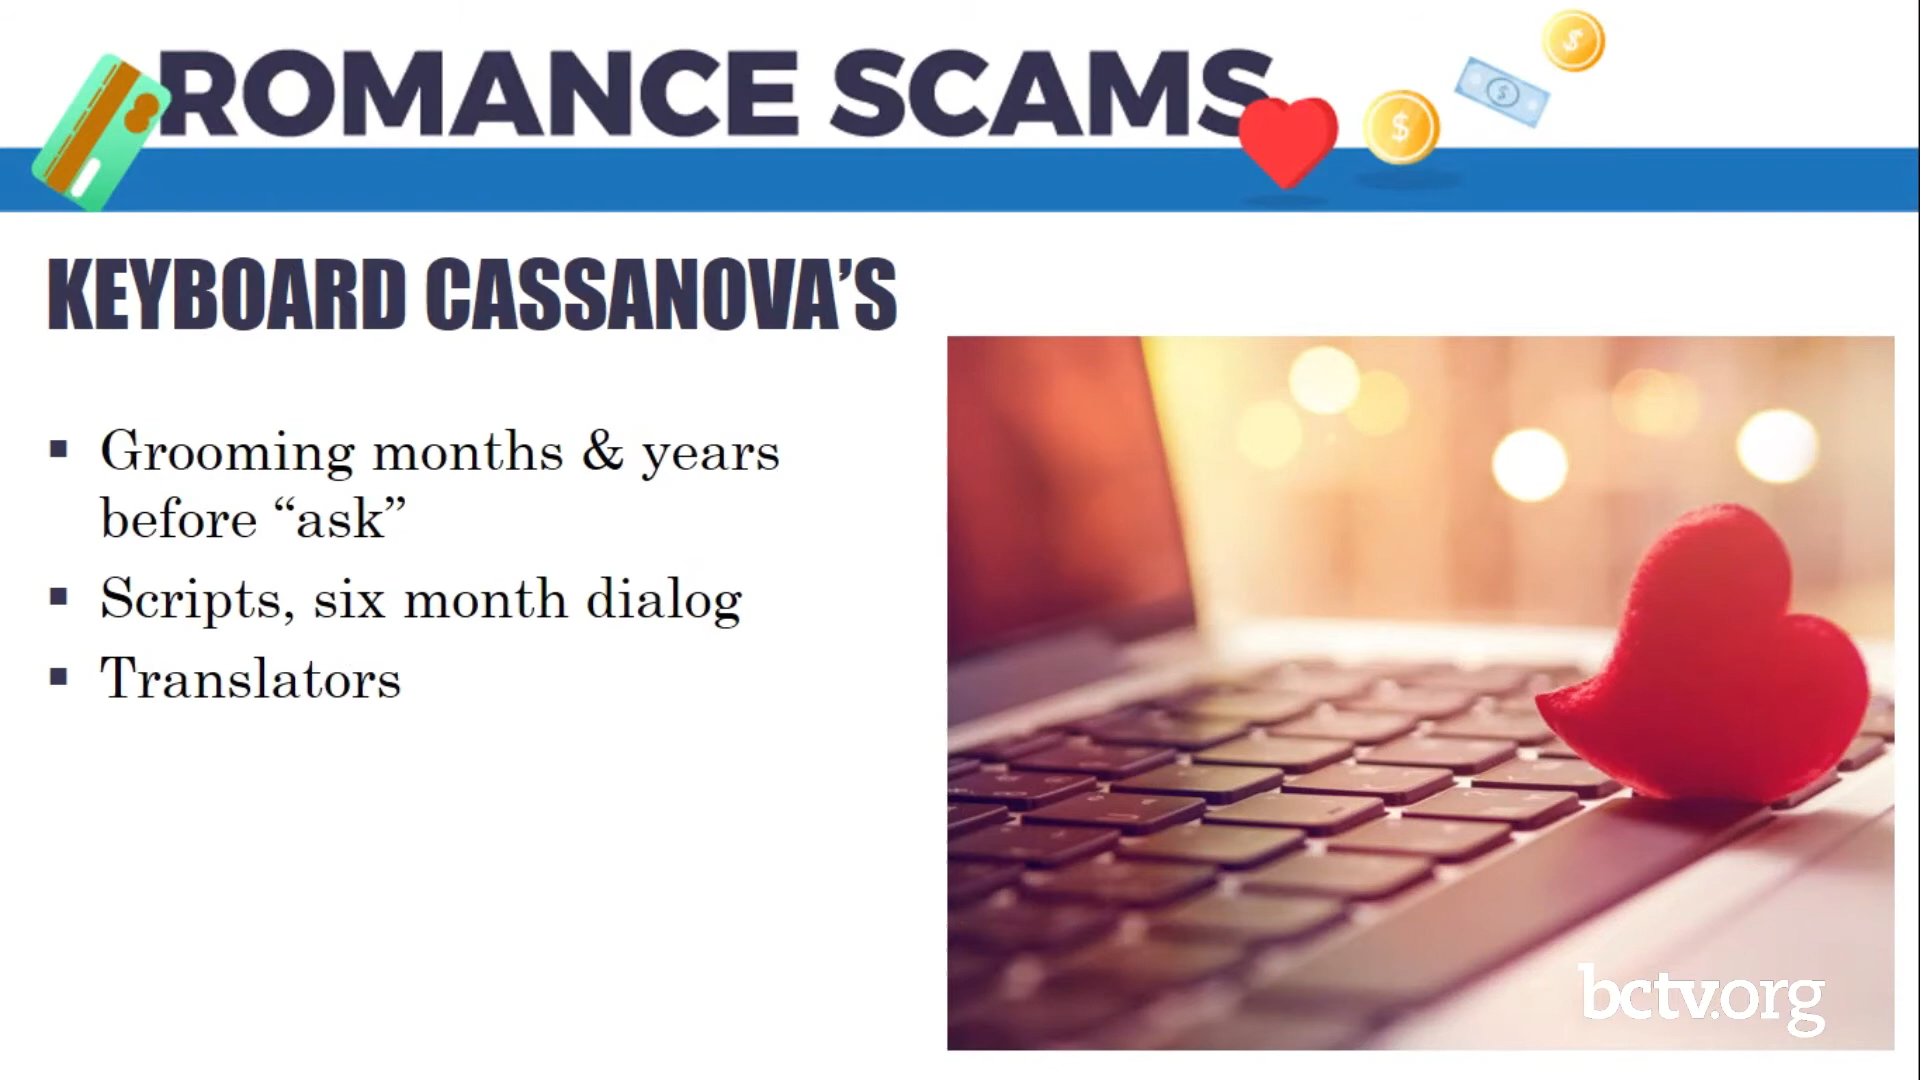 ROMANCE SCAMS
KEYBOARD CASSANOVA’S
▪ Grooming months & years
before “ask”
▪ Scripts, six month dialog
▪ Translators
bctv.org